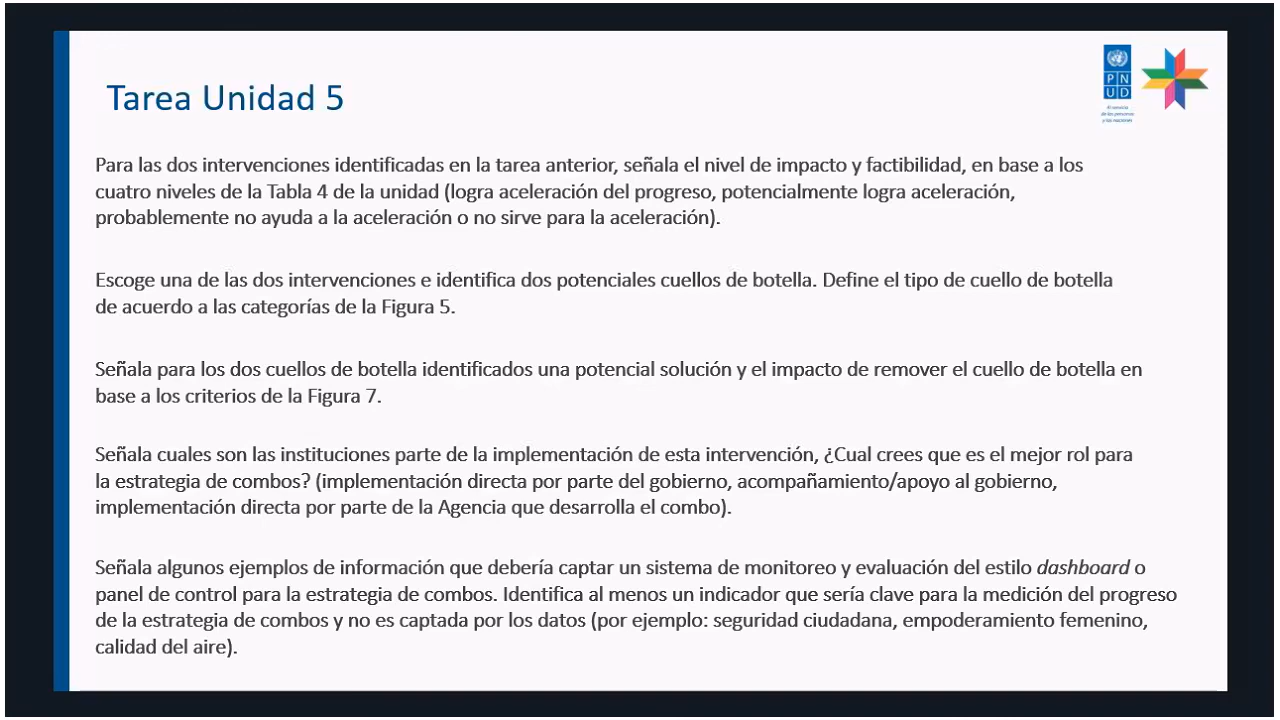 Tarea Unidad 5
P N
U D
Al servicio
de las personas
y las naciones
Para las dos intervenciones identificadas en la tarea anterior, señala el nivel de impacto y factibilidad, en base a los
cuatro niveles de la Tabla 4 de la unidad (logra aceleración del progreso, potencialmente logra aceleración,
probablemente no ayuda a la aceleración o no sirve para la aceleración).
Escoge una de las dos intervenciones e identifica dos potenciales cuellos de botella. Define el tipo de cuello de botella
de acuerdo a las categorías de la Figura 5.
Señala para los dos cuellos de botella identificados una potencial solución y el impacto de remover el cuello de botella en
base a los criterios de la Figura 7.
Señala cuales son las instituciones parte de la implementación de esta intervención, ¿Cual crees que es el mejor rol para
la estrategia de combos? (implementación directa por parte del gobierno, acompañamiento/apoyo al gobierno,
implementación directa por parte de la Agencia que desarrolla el combo).
Señala algunos ejemplos de información que debería captar un sistema de monitoreo y evaluación del estilo dashboard o
panel de control para la estrategia de combos. Identifica al menos un indicador que sería clave para la medición del progreso
de la estrategia de combos y no es captada por los datos (por ejemplo: seguridad ciudadana, empoderamiento femenino,
calidad del aire).